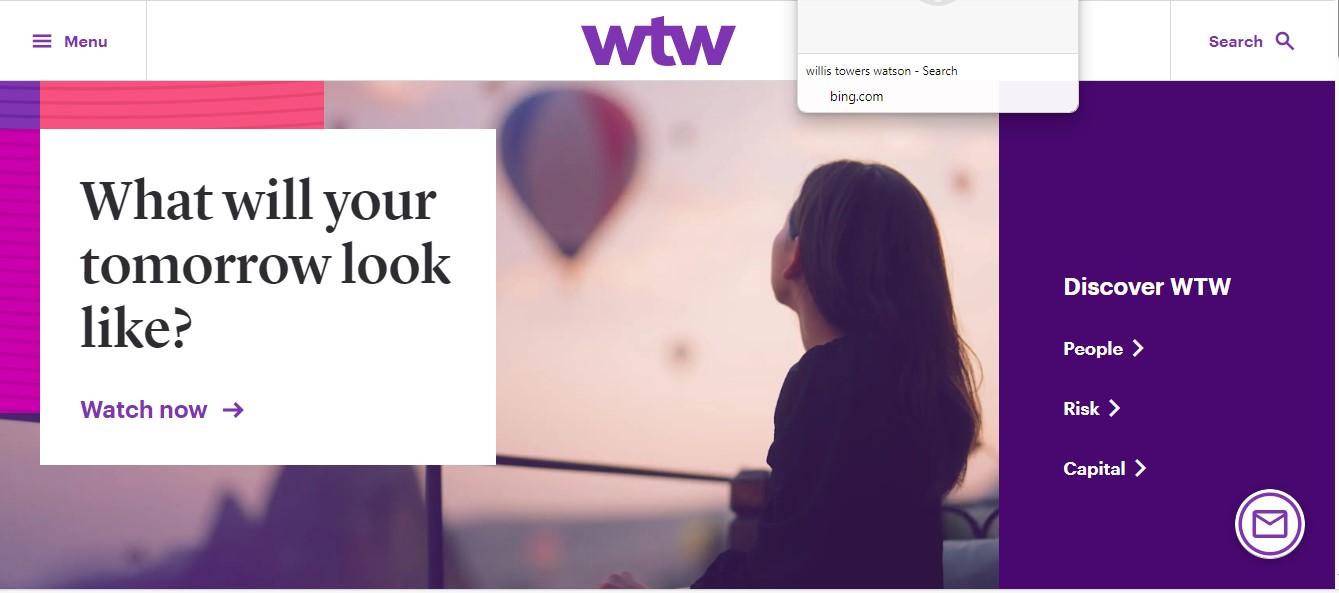 Menu
wtw
willis towers watson - Search
bing.com
Search
What will your
tomorrow look
like?
Watch now
Discover WTW
People
Risk
Capital